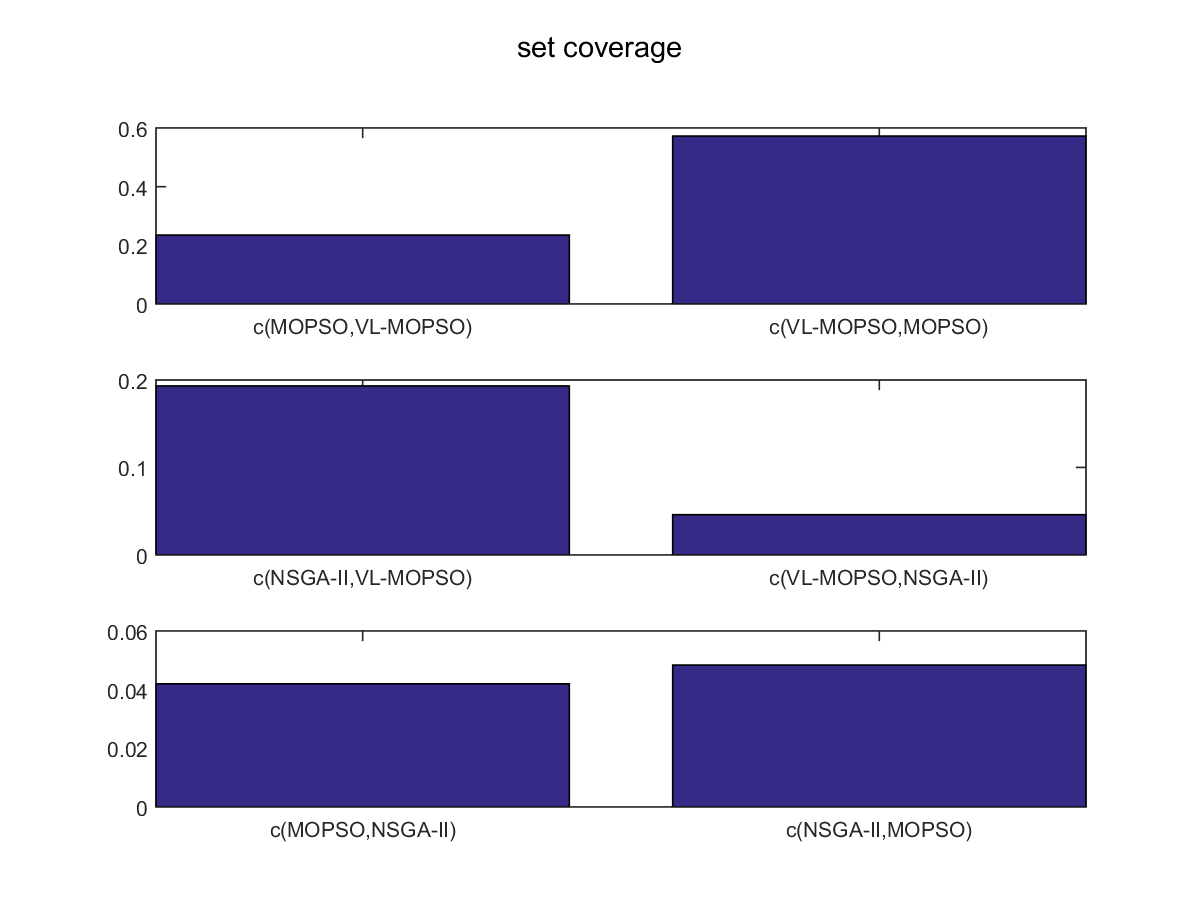 set coverage
0.6
0.4
0.2
0
c(MOPSO,VL-MOPSO) c(VL-MOPSO,MOPSO)
0.2
0.1
0
c(NSGA-II,VL-MOPSO) c(VL-MOPSO,NSGA-II)
0.06
0.04
0.02
0
c(MOPSO,NSGA-II) c(NSGA-II,MOPSO)